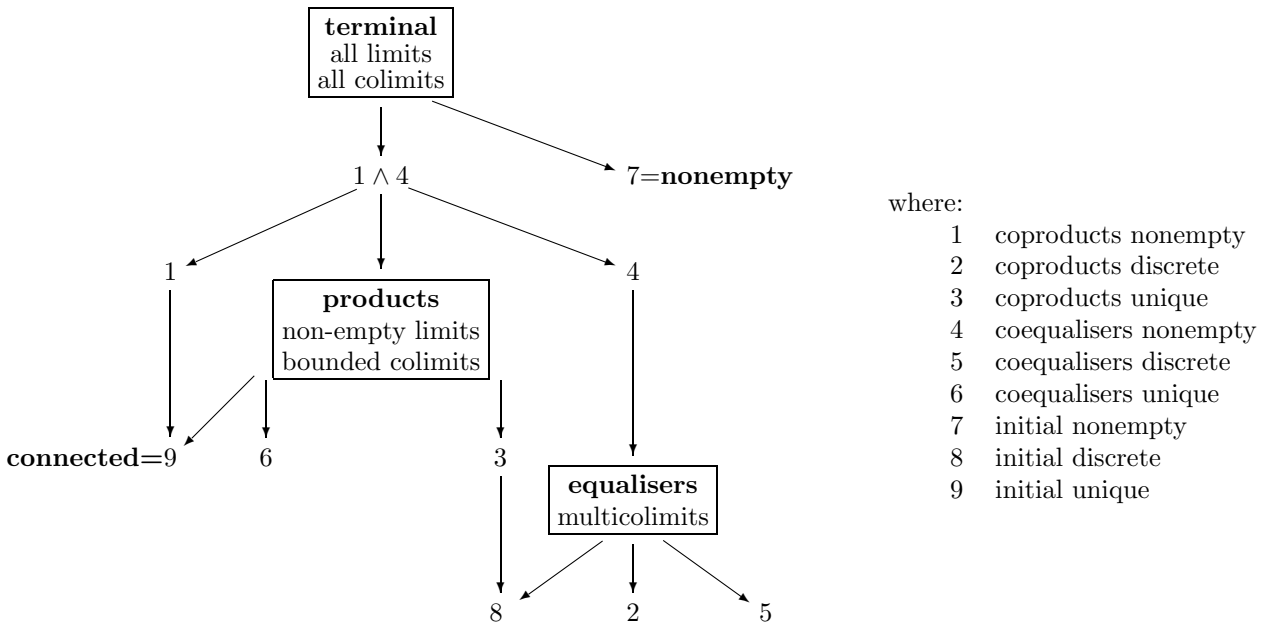 terminal
all limits
all colimits
1 ∧ 4
7=nonempty
where:
1 coproducts nonempty
2 coproducts discrete
3 coproducts unique
4 coequalisers nonempty
5 coequalisers discrete
6 coequalisers unique
7 initial nonempty
8 initial discrete
9 initial unique
1
4
products
non-empty limits
bounded colimits
connected=9
6
3
equalisers
multicolimits
8
2
5